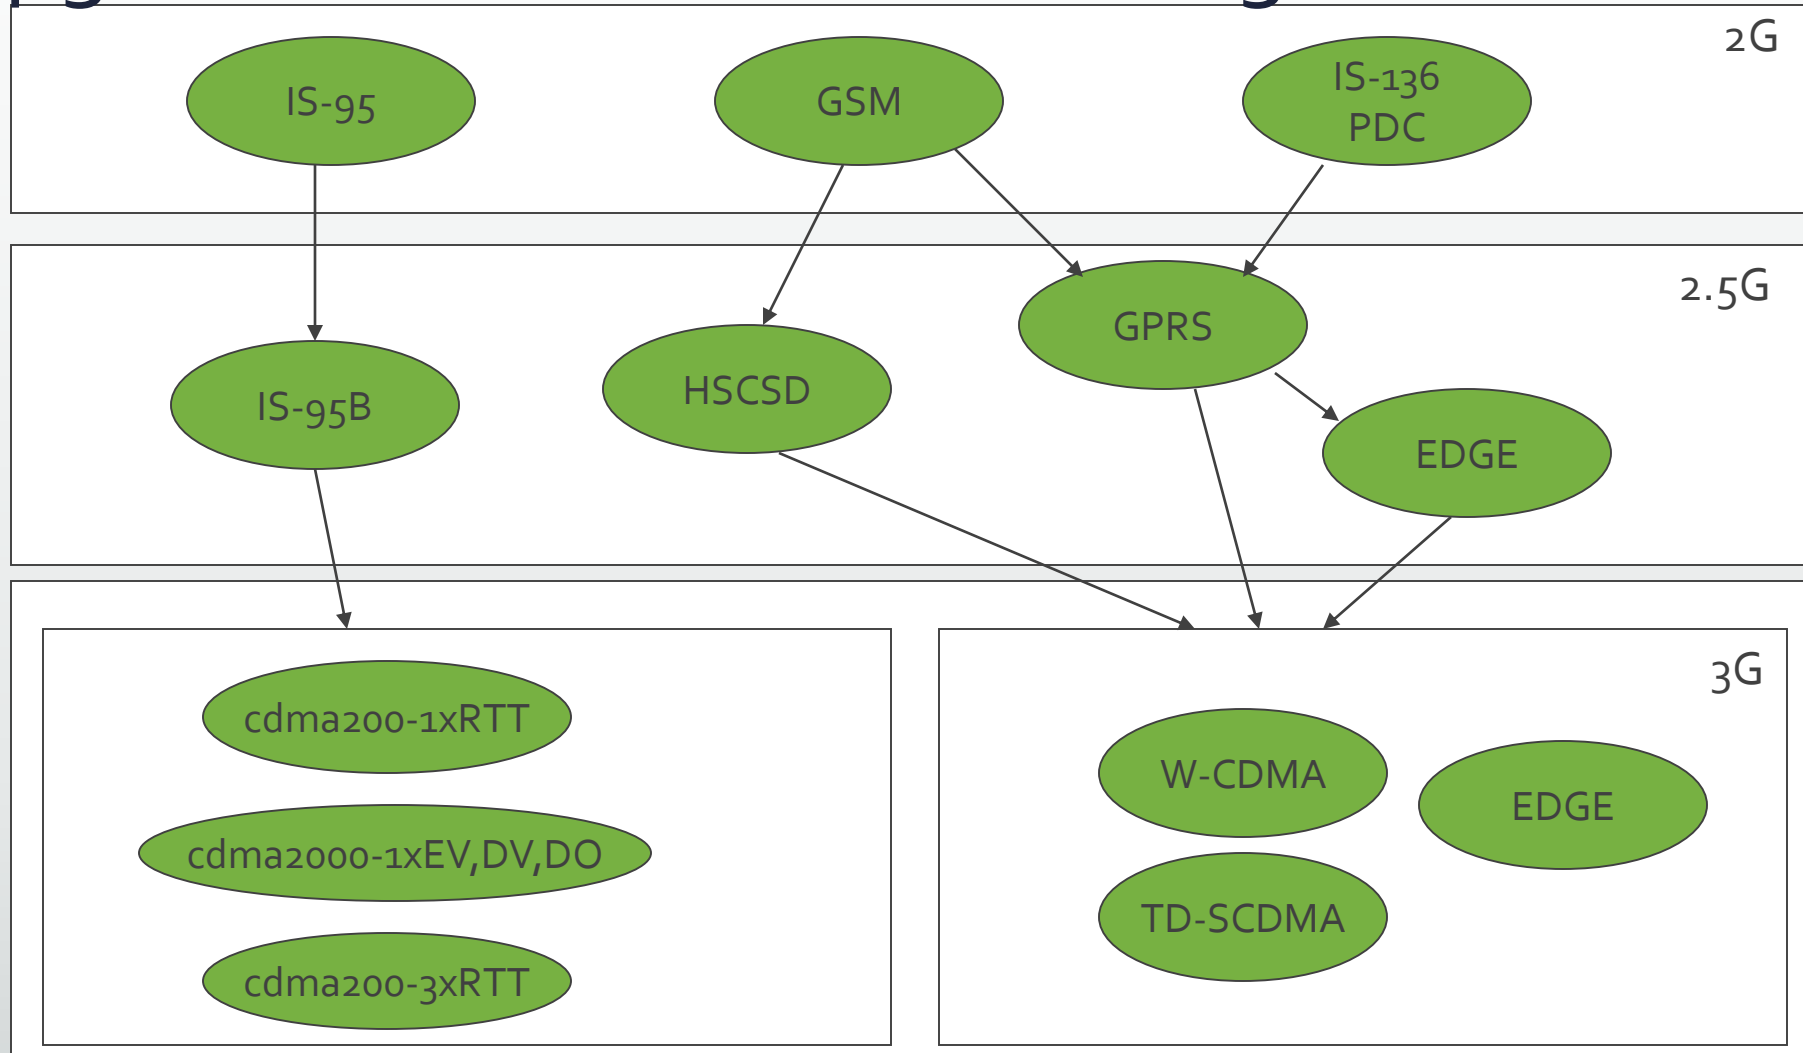 2G
IS-95
GSM
IS-136
PDC
2.5G
GPRS
HSCSD
IS-95B
EDGE
3G
cdma200-1xRTT
W-CDMA
EDGE
cdma2000-1xEV,DV,DO
TD-SCDMA
cdma200-3xRTT